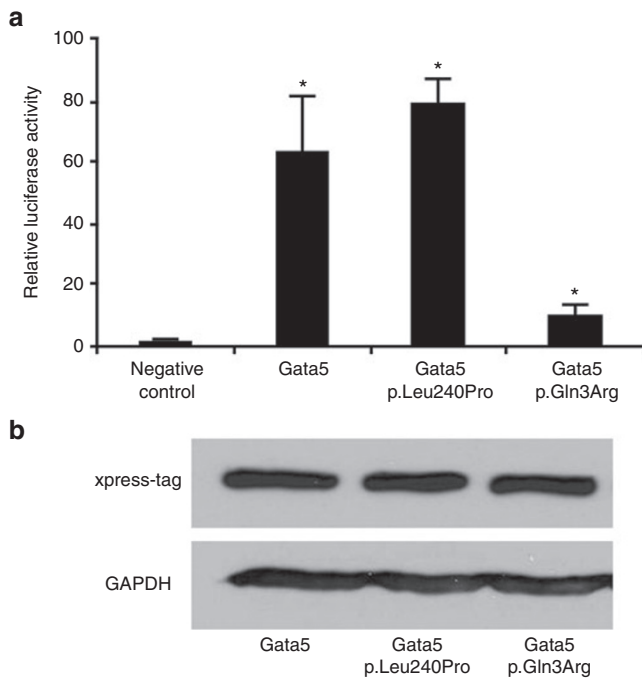 a
Relative luciferase activity
100
80
60
40
20
0
*
*
*
Negative
control
Gata5
Gata5
p.Leu240Pro
Gata5
p.Gln3Arg
b
xpress-tag
GAPDH
Gata5
Gata5
p.Leu240Pro
Gata5
p.Gln3Arg